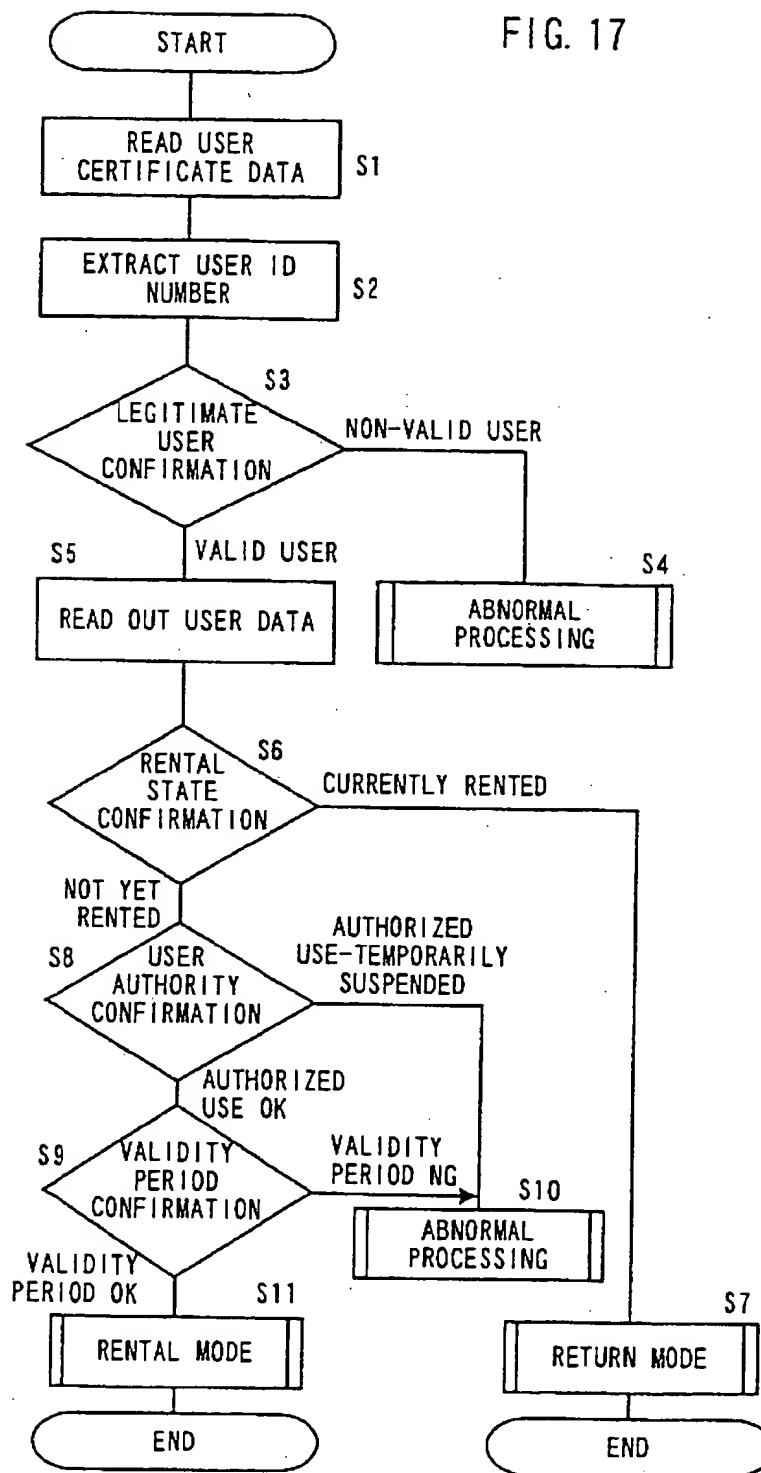 FIG. 17
START
READ USER
CERTIFICATE DATA
S1
EXTRACT USER ID
NUMBER
S2
S3
LEGITIMATE
USER
CONFIRMATION
NON-VALID USER
S5
VALID USER
S4
READ OUT USER DATA
ABNORMAL
PROCESSING
S6
RENTAL
STATE
CONFIRMATION
CURRENTLY RENTED
NOT YET
RENTED
S8
USER
AUTHORITY
CONFIRMATION
AUTHORIZED
USE-TEMPORARILY
SUSPENDED
AUTHORIZED
USE OK
S9
VALIDITY
PERIOD
CONFIRMATION
VALIDITY
PERIOD NG
S10
ABNORMAL
PROCESSING
VALIDITY
PERIOD OK
S11
S7
RENTAL MODE
RETURN MODE
END
END